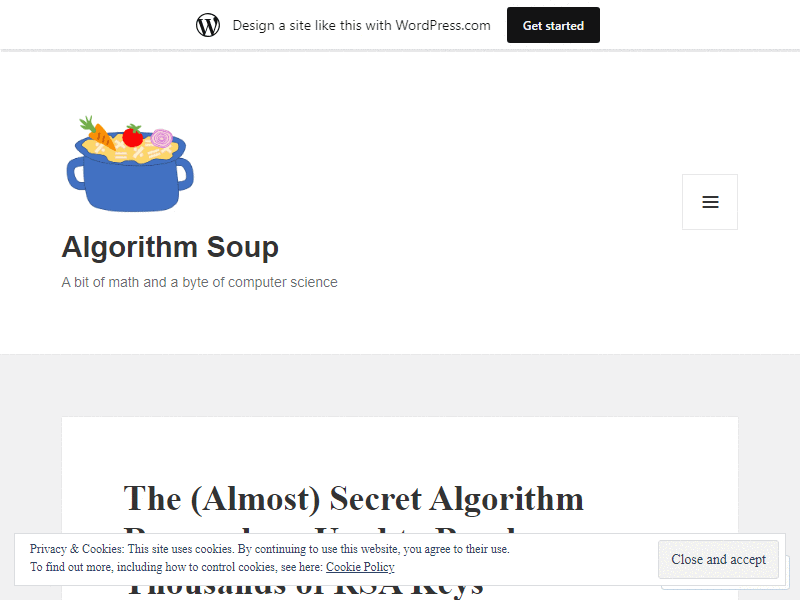 Design a site like this with WordPress.com
Get started
Algorithm Soup
A bit of math and a byte of computer science
The (Almost) Secret Algorithm
Privacy & Cookies: This site uses cookies. By continuing to use this website, you agree to their use.
To find out more, including how to control cookies, see here: Cookie Policy
Close and accept
Thousands of RSA Keys